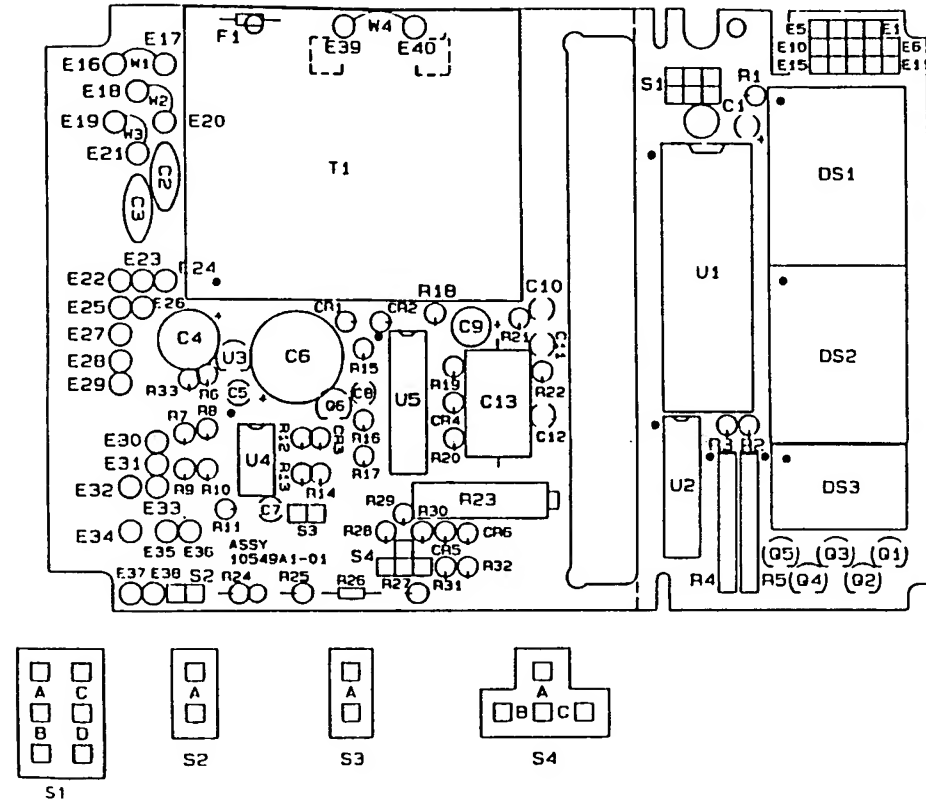 F1 E39 W4 E40 E5 E1
E17 E10 E6
E16 W1 E15 E11
S1 R1
E18 W2 C1
E19 E20
W3
E21
C2 T1 DS1
C3
U1
E23 E24
E22
E25 E26 CR1 CR2 R18 C10
E27 C4 C9 R21
U3 C6 R15 C11 DS2
E28
E29 R33 R6 C5 C8 R19 R22
Q6 U5 C13
R7 R8 CR4 C12
E30 R12 CR3 R16 R20 R3 R2
E31 U4 R17
E32 R9 R10 R13 R14 U2 DS3
E33 R29 R23
E34 R11 C7 S3 R28 R30 CR6
E35 E36 ASSY CR5 Q5 Q3 Q1
10549A1-01 S4
E37 E38 S2 R24 R25 R26 R27 R31 R32 R4 R5 Q4 Q2
A C A A A
B C
B D
S2 S3 S4
S1